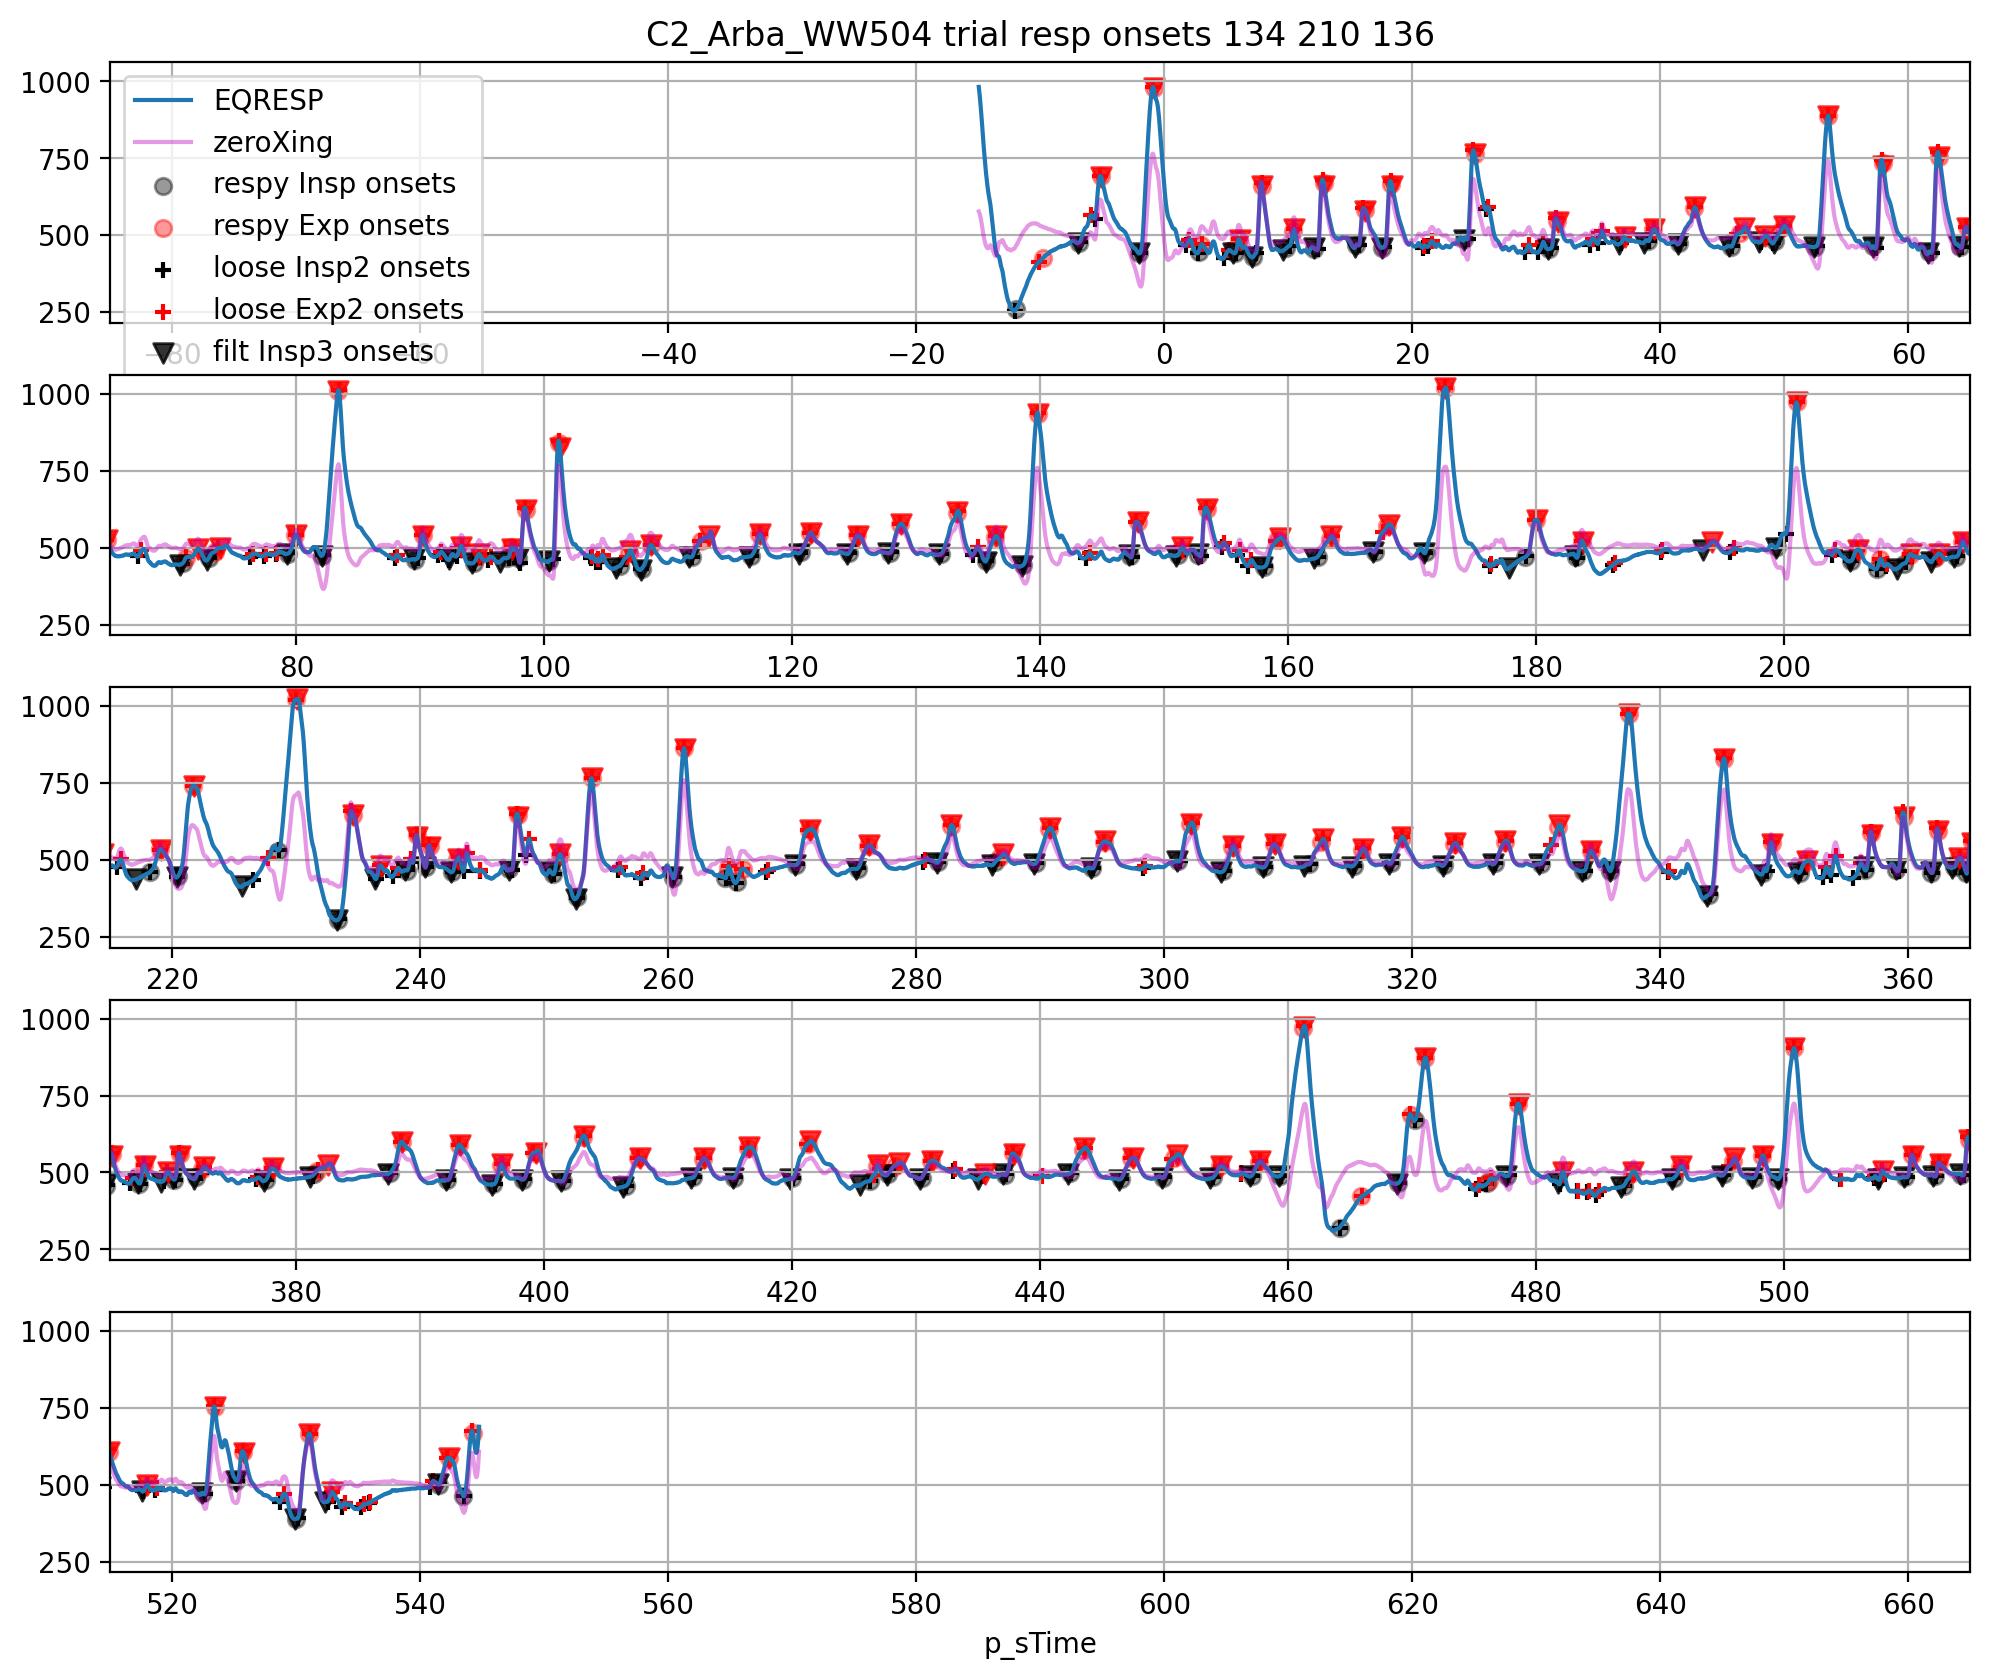 C2_Arba_WW504 trial resp onsets 134 210 136
1000
750
500
250
EQRESP
zeroXing
respy Insp onsets
respy Exp onsets
loose Insp2 onsets
loose Exp2 onsets
filt Insp3 onsets
−80 −60 −40 −20 0 20 40 60
1000
750
500
250
80 100 120 140 160 180 200
1000
750
500
250
220 240 260 280 300 320 340 360
1000
750
500
250
380 400 420 440 460 480 500
1000
750
500
250
520 540 560 580 600 620 640 660
p_sTime